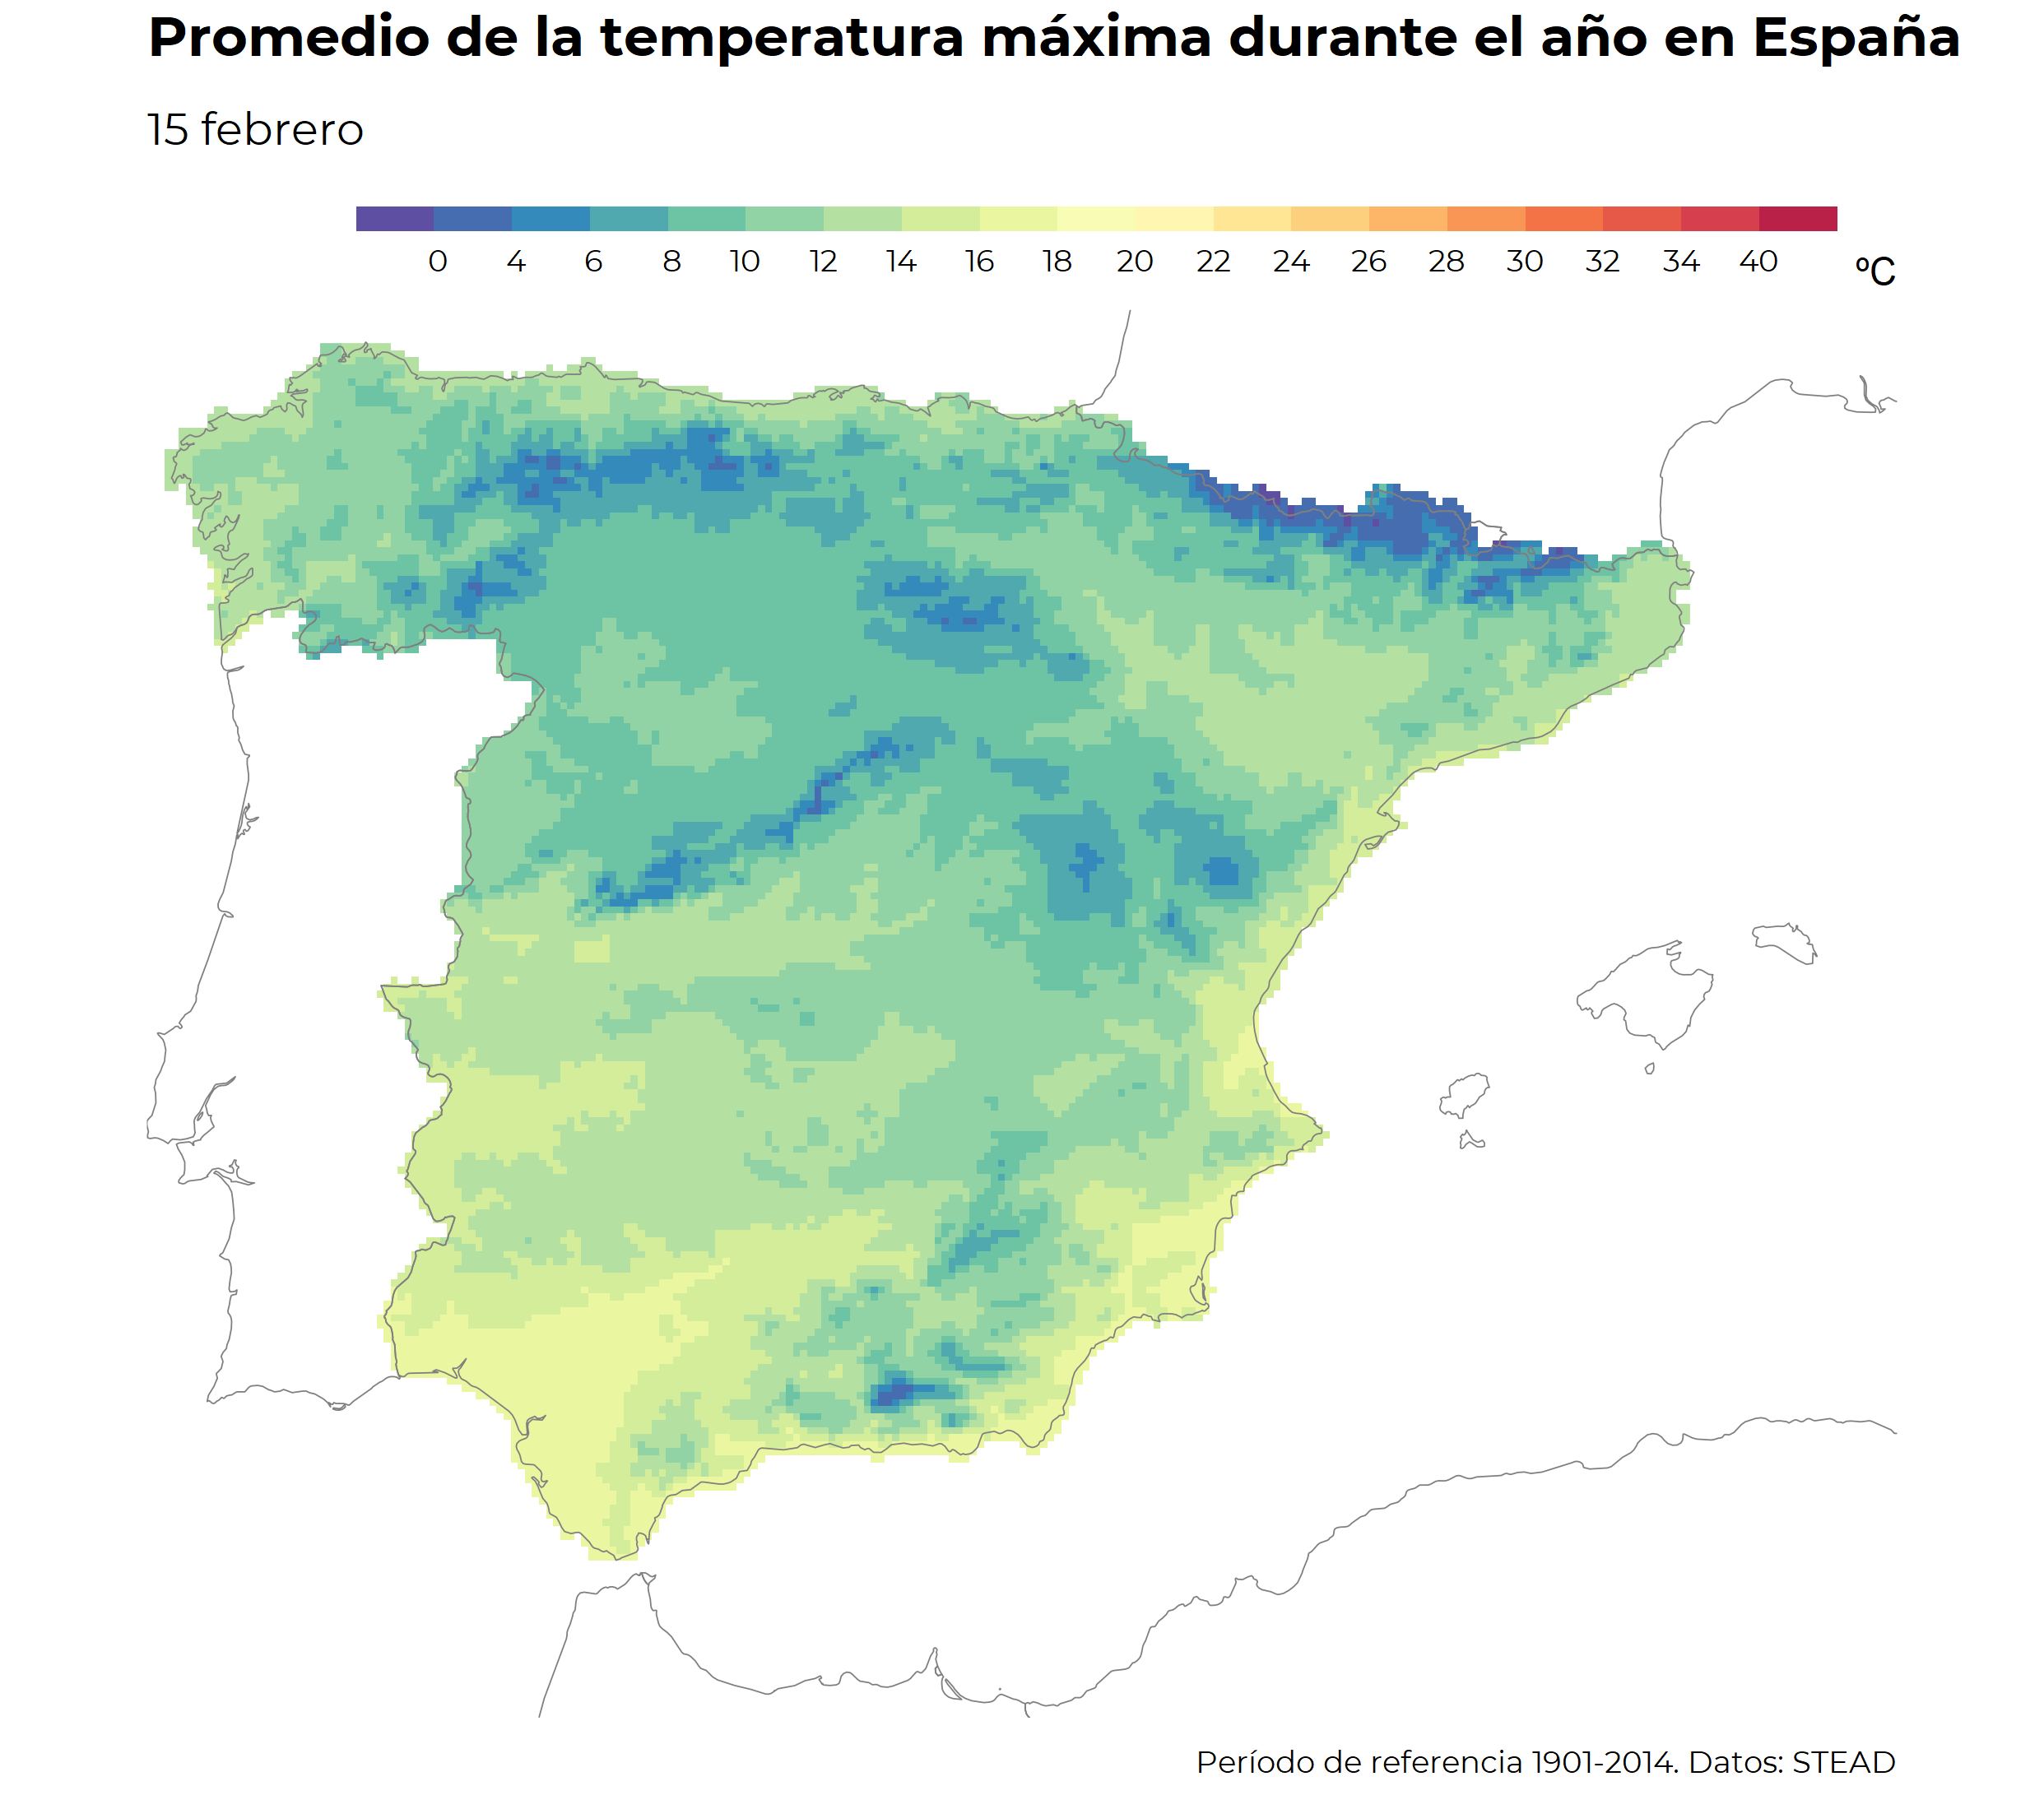 Promedio de la temperatura máxima durante el año en España
15 febrero
0 4 6 8 10 12 14 16 18 20 22 24 26 28 30 32 34 40 ºC
Período de referencia 1901-2014. Datos: STEAD